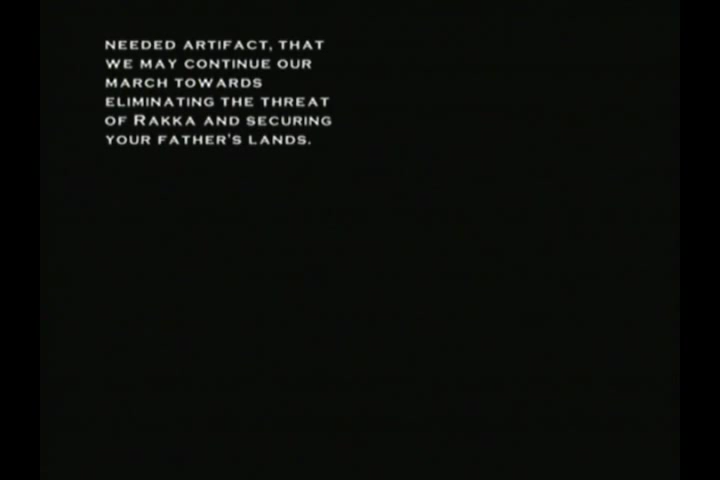 NEEDED ARTIFACT, THAT
WE MAY CONTINUE OUR
MARCH TOWARDS
ELIMINATING THE THREAT
OF RAKKA AND SECURING
YOUR FATHER'S LANDS.